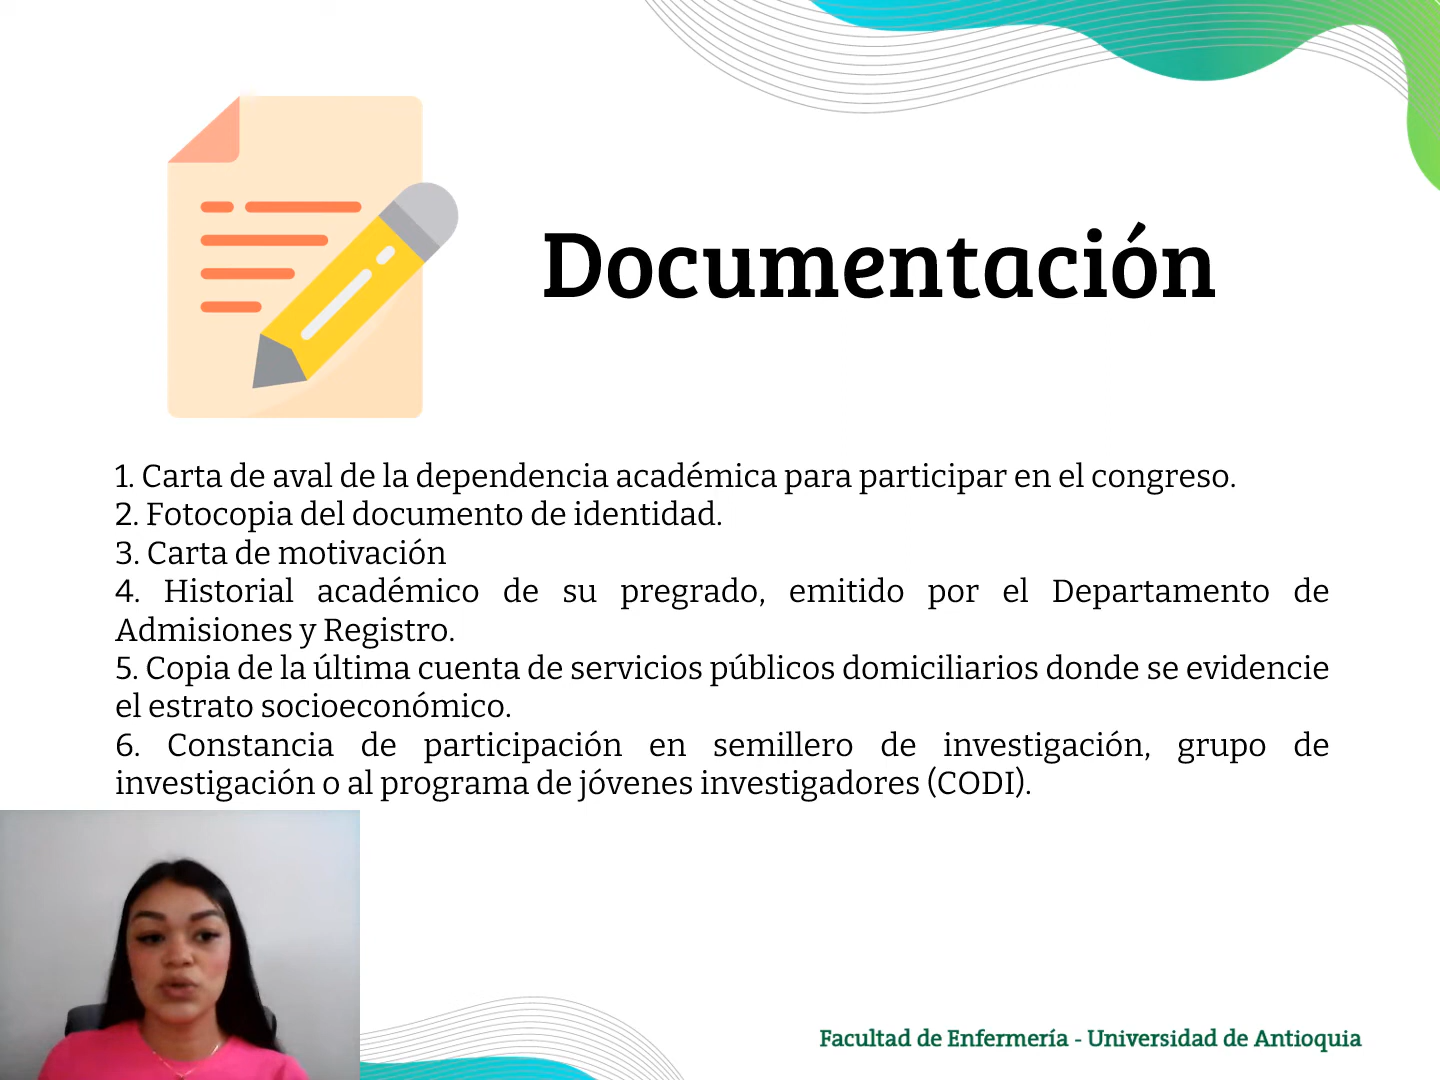 Documentación
1. Carta de aval de la dependencia académica para participar en el congreso.
2. Fotocopia del documento de identidad.
3. Carta de motivación
4. Historial académico de su pregrado, emitido por el Departamento de
Admisiones y Registro.
5. Copia de la última cuenta de servicios públicos domiciliarios donde se evidencie
el estrato socioeconómico.
6. Constancia de participación en semillero de investigación, grupo de
investigación o al programa de jóvenes investigadores (CODI).
Facultad de Enfermería - Universidad de Antioquia